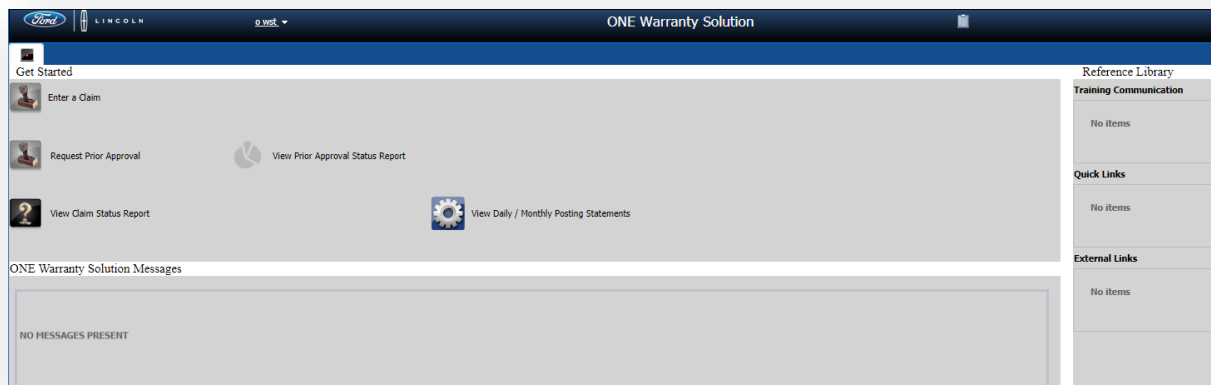 Ford LINCOLN o wst ONE Warranty Solution
Get Started
Enter a Claim
Request Prior Approval View Prior Approval Status Report
View Claim Status Report View Daily / Monthly Posting Statements
ONE Warranty Solution Messages
NO MESSAGES PRESENT
Reference Library
Training Communication
No items
Quick Links
No items
External Links
No items